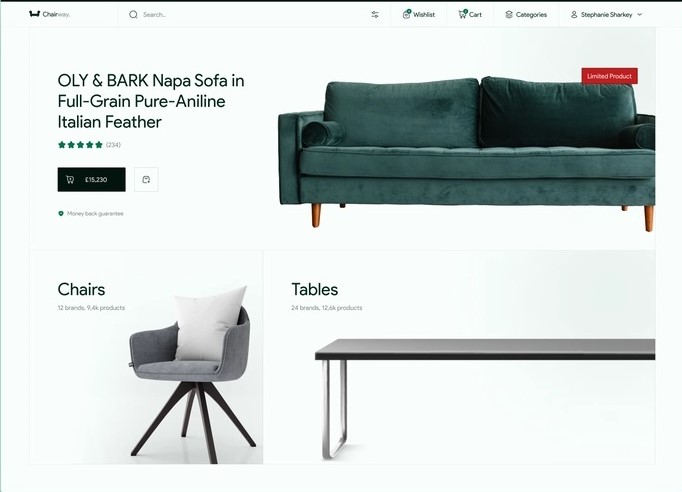 Chairway.
Search..
Wishlist
Cart
Categories
Stephanie Sharkey
Limited Product
OLY & BARK Napa Sofa in
Full-Grain Pure-Aniline
Italian Feather
(234)
£15,230
Money back guarantee
Chairs
12 brands, 9,4k products
Tables
24 brands, 12,6k products